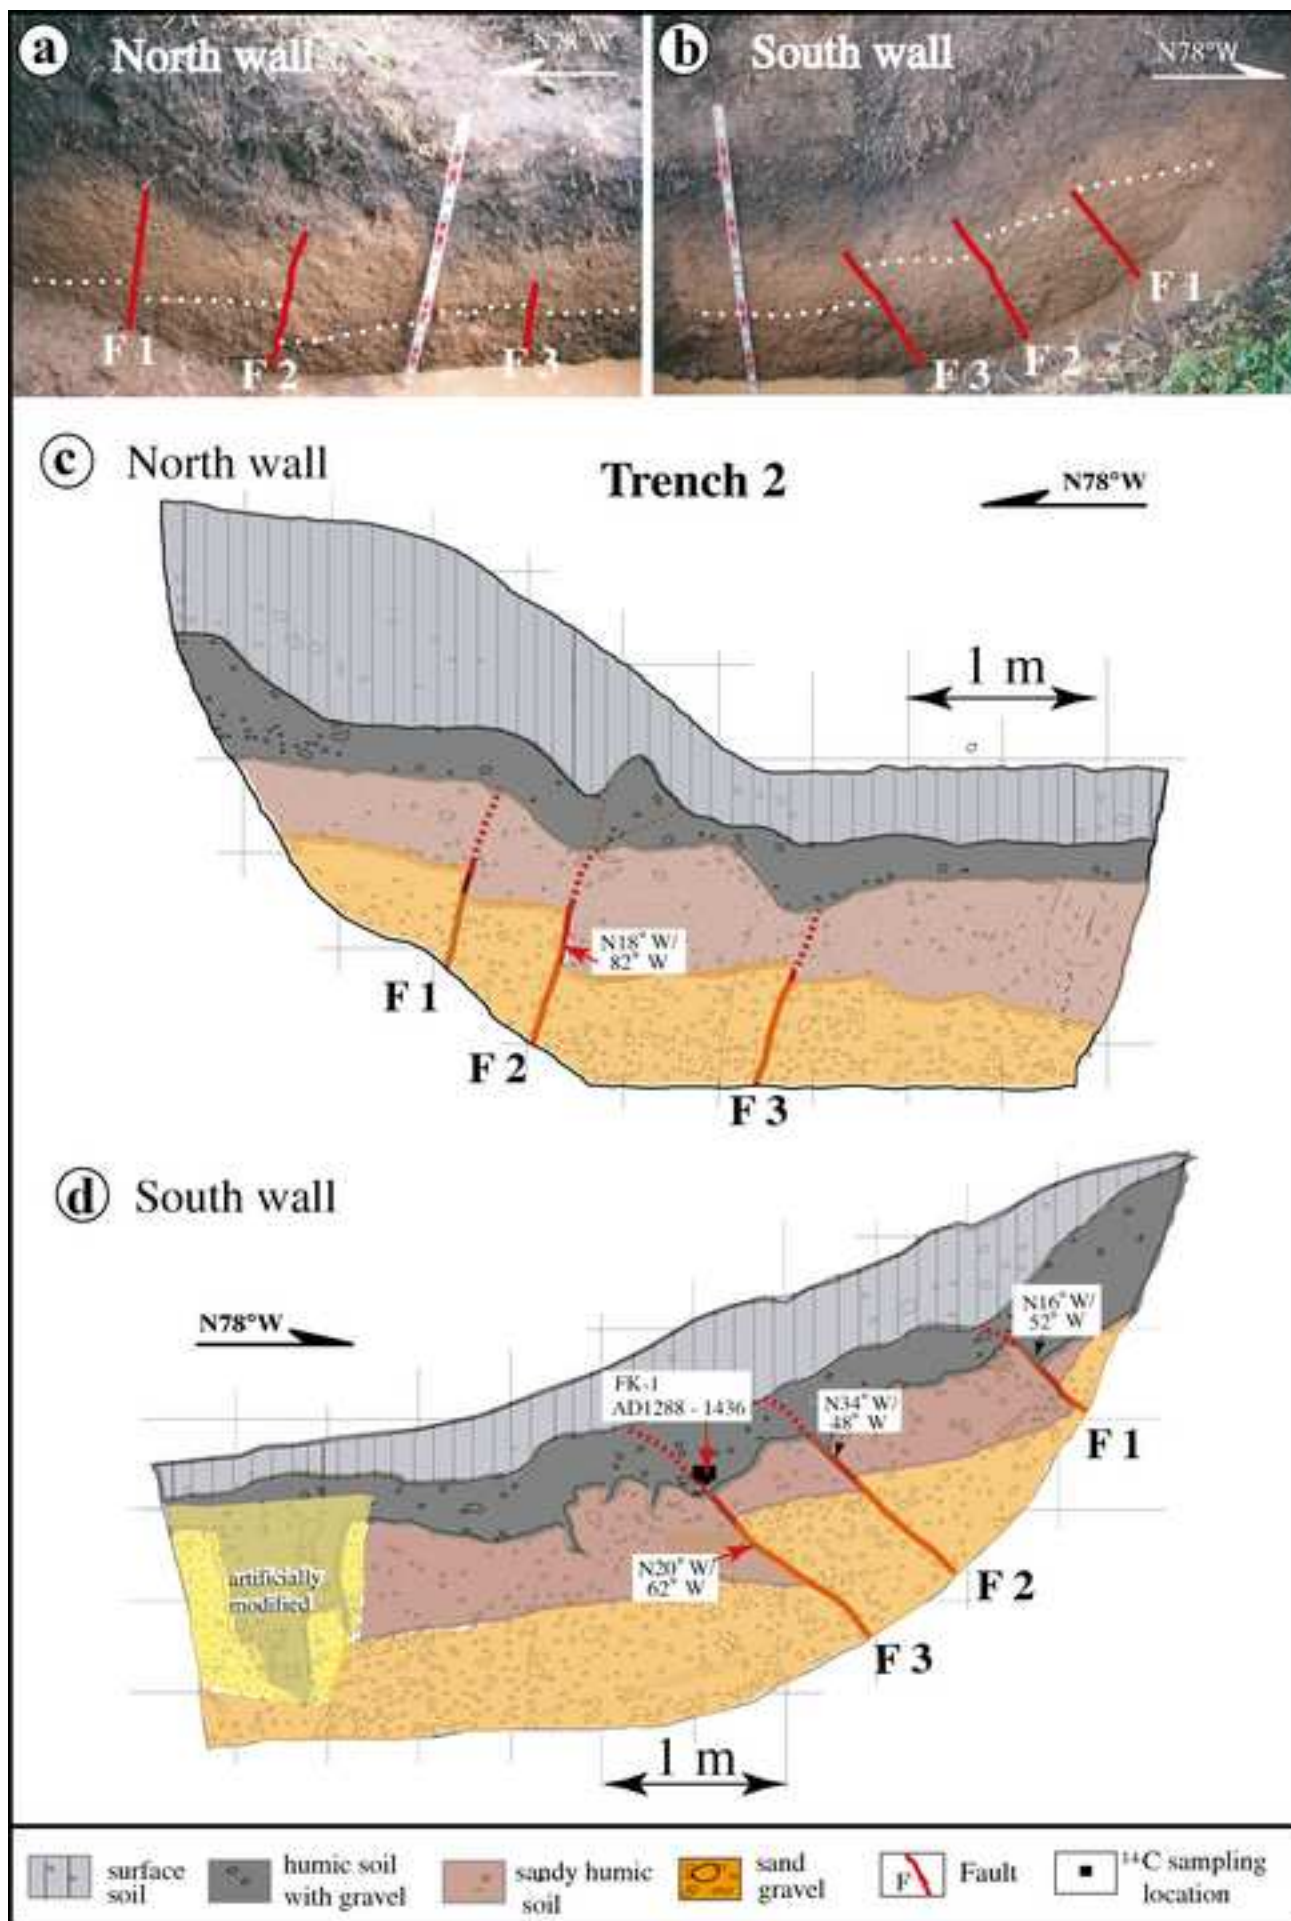 a North wall N78°W
b South wall N78°W
F 1
F 2
F 3
F 3
F 2
F 1
c North wall
Trench 2
N78°W
1 m
N18°W/
82°W
F 1
F 2
F 3
d South wall
N78°W
N16°W/
52°W
FK-1
AD1288 - 1436
N34°W/
48°W
F 1
artificially
modified
N20°W/
62°W
F 2
F 3
1 m
surface
soil
humic soil
with gravel
sandy humic
soil
sand
gravel
F
Fault
¹⁴C sampling
location